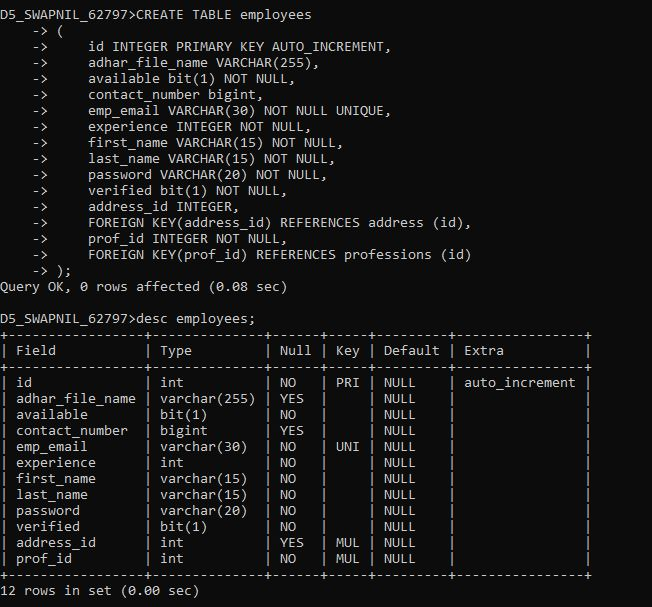 D5_SWAPNIL_62797>CREATE TABLE employees
    -> (
    ->     id INTEGER PRIMARY KEY AUTO_INCREMENT,
    ->     adhar_file_name VARCHAR(255),
    ->     available bit(1) NOT NULL,
    ->     contact_number bigint,
    ->     emp_email VARCHAR(30) NOT NULL UNIQUE,
    ->     experience INTEGER NOT NULL,
    ->     first_name VARCHAR(15) NOT NULL,
    ->     last_name VARCHAR(15) NOT NULL,
    ->     password VARCHAR(20) NOT NULL,
    ->     verified bit(1) NOT NULL,
    ->     address_id INTEGER,
    ->     FOREIGN KEY(address_id) REFERENCES address (id),
    ->     prof_id INTEGER NOT NULL,
    ->     FOREIGN KEY(prof_id) REFERENCES professions (id)
    -> );
Query OK, 0 rows affected (0.08 sec)

D5_SWAPNIL_62797>desc employees;
+-----------------+--------------+------+-----+---------+----------------+
| Field           | Type         | Null | Key | Default | Extra          |
+-----------------+--------------+------+-----+---------+----------------+
| id              | int          | NO   | PRI | NULL    | auto_increment |
| adhar_file_name | varchar(255) | YES  |     | NULL    |                |
| available       | bit(1)       | NO   |     | NULL    |                |
| contact_number  | bigint       | YES  |     | NULL    |                |
| emp_email       | varchar(30)  | NO   | UNI | NULL    |                |
| experience      | int          | NO   |     | NULL    |                |
| first_name      | varchar(15)  | NO   |     | NULL    |                |
| last_name       | varchar(15)  | NO   |     | NULL    |                |
| password        | varchar(20)  | NO   |     | NULL    |                |
| verified        | bit(1)       | NO   |     | NULL    |                |
| address_id      | int          | YES  | MUL | NULL    |                |
| prof_id         | int          | NO   | MUL | NULL    |                |
+-----------------+--------------+------+-----+---------+----------------+
12 rows in set (0.00 sec)